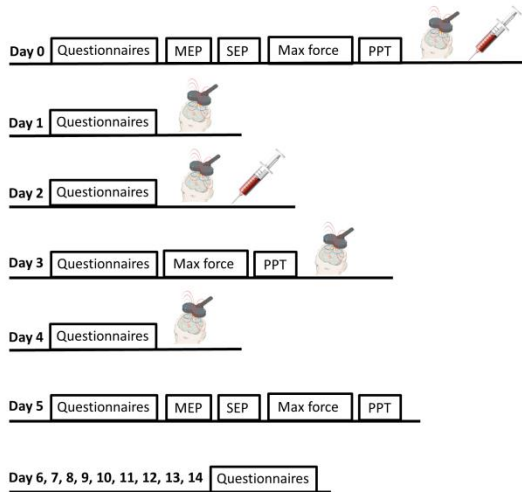 Day 0 Questionnaires MEP SEP Max force PPT
Day 1 Questionnaires
Day 2 Questionnaires
Day 3 Questionnaires Max force PPT
Day 4 Questionnaires
Day 5 Questionnaires MEP SEP Max force PPT
Day 6, 7, 8, 9, 10, 11, 12, 13, 14 Questionnaires